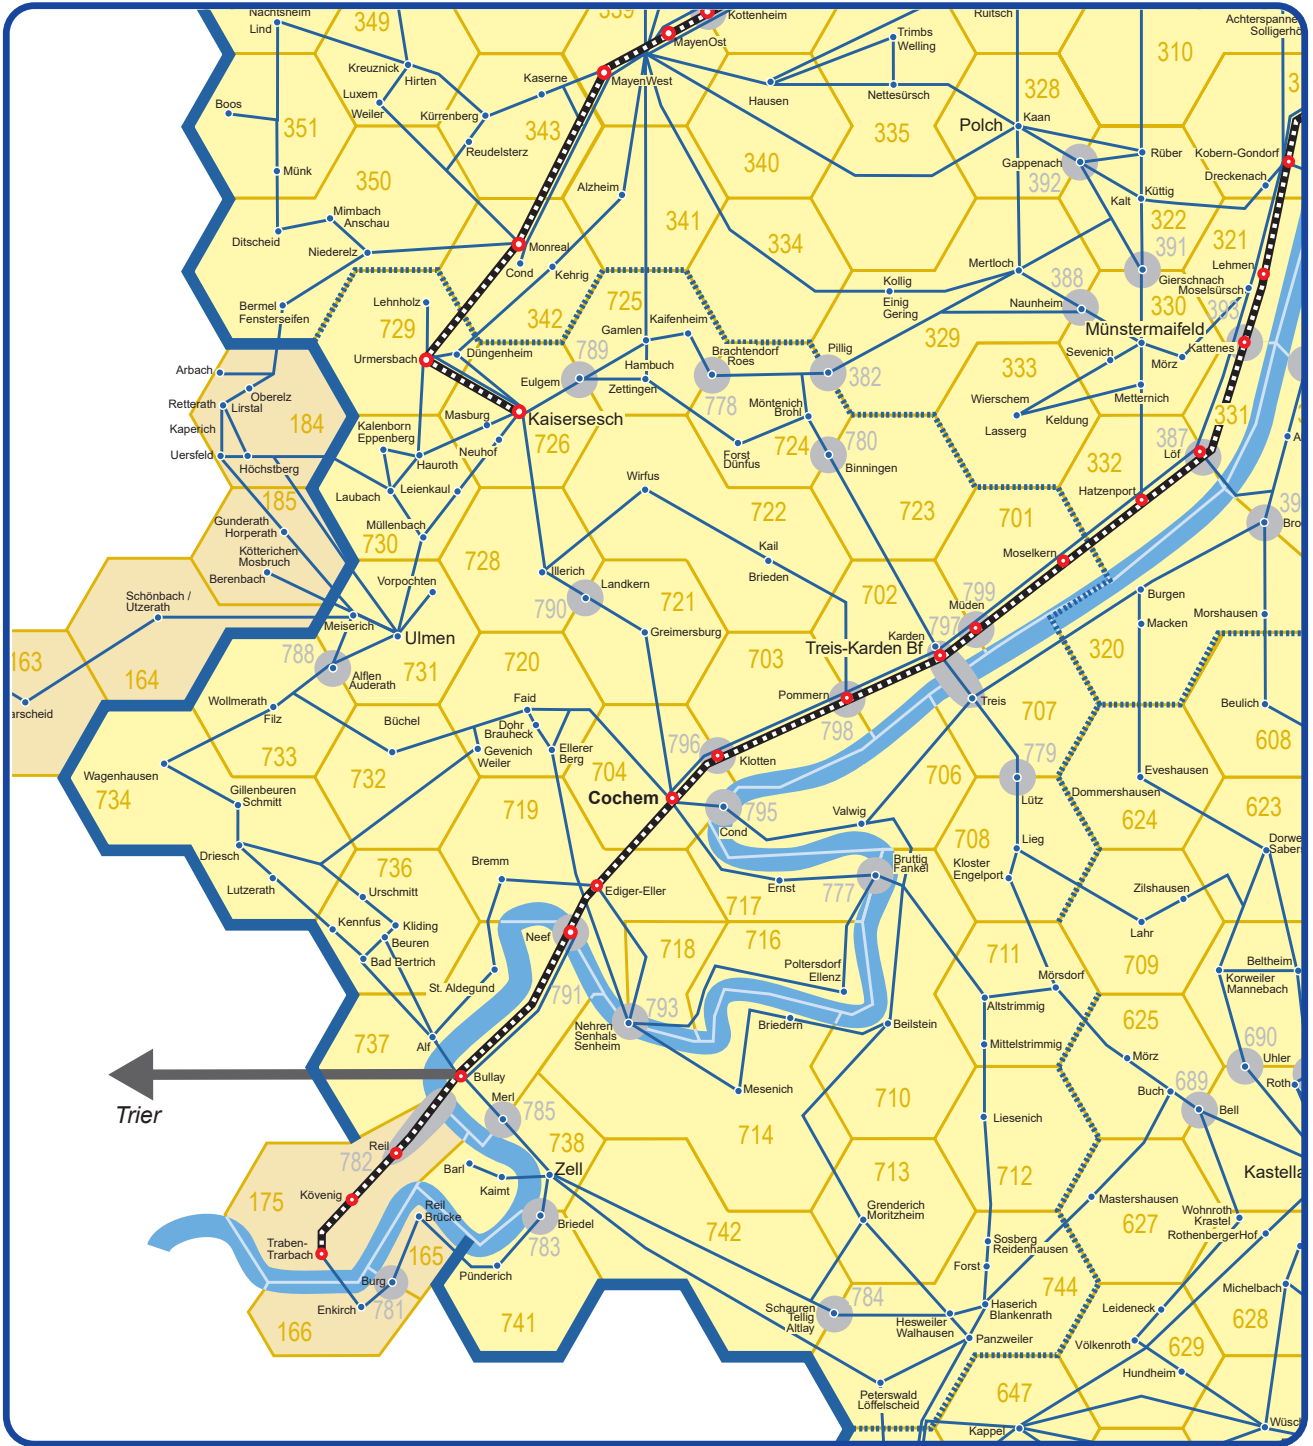 Nachtsheim
Lind
349
339
Kottenheim
MayenOst
Ruitsch
Trimbs
Welling
310
Achterspanne
Solligerhö
Kreuznick
Hirten
Kaserne
MayenWest
Hausen
Nettesürsch
328
Luxem
Weiler
Boos
351
Kürrenberg
343
335
Polch
Kaan
Reudelsterz
340
Gappenach
392
Rüber
Kobern-Gondorf
Dreckenach
Münk
350
Alzheim
Küttig
Kalt
322
Mimbach
Anschau
Ditscheid
Niederelz
Monreal
Cond
Kehrig
341
334
391
321
Mertloch
388
Lehmen
Gierschnach
Moselsürsch
Kollig
Einig
Gering
Naunheim
330
393
Bermel
Fensterseifen
Lehnholz
729
342
725
Kaifenheim
Gamlen
329
Münstermaifeld
Kattenes
Urmersbach
Düngenheim
789
Eulgem
Hambuch
Zettingen
Brachtendorf
Roes
778
Pillig
382
333
Sevenich
Mörz
Arbach
Oberelz
Lirstal
Retterath
Kaperich
184
Masburg
Kaisersesch
726
Möntenich
Brohl
Metternich
Wierschem
Lasserg
Keldung
331
Kalenborn
Eppenberg
Neuhof
Forst
Dünfus
724
780
Binningen
387
Löf
Uersfeld
Höchstberg
Hauroth
332
Hatzenport
Laubach
Leienkaul
Wirfus
185
Gunderath
Horperath
Müllenbach
730
728
722
723
701
Kötterichen
Mosbruch
Berenbach
Vorpochten
Illerich
790
Landkern
Kail
Brieden
Moselkern
Schönbach /
Utzerath
Meiserich
Ulmen
721
702
799
Müden
797
Burgen
Morshausen
Greimersburg
Karden
Treis-Karden Bf
Macken
163
164
788
Alflen
Auderath
731
720
703
320
arscheid
Wollmerath
Filz
Büchel
Faid
Dohr
Brauheck
Pommern
798
Treis
707
Beulich
733
Gevenich
Weiler
Ellerer
Berg
796
Klotten
608
Wagenhausen
734
732
704
Cochem
706
779
Lütz
Eveshausen
Dommershausen
Gillenbeuren
Schmitt
719
795
Cond
Valwig
708
624
623
Driesch
736
Bremm
Bruttig
Fankel
Lieg
Kloster
Engelport
Lutzerath
Urschmitt
Ediger-Eller
Ernst
777
717
Zilshausen
Kennfus
Kliding
Beuren
Bad Bertrich
Neef
718
716
Lahr
711
709
Beltheim
St. Aldegund
791
793
Poltersdorf
Ellenz
Mörsdorf
Korweiler
Mannebach
Altstrimmig
737
Alf
Nehren
Senhals
Senheim
Briedern
Beilstein
625
690
Mittelstrimmig
Mörz
Uhler
Bullay
Mesenich
Buch
689
Roth
Trier
Merl
785
710
Bell
738
714
Liesenich
Reil
782
Barl
Zell
Kaimt
713
712
Kastella
175
Kövenig
Reil
Brücke
Mastershausen
627
Wohnroth
Krastel
RothenbergerHof
Traben-
Trarbach
165
Briedel
783
742
Grenderich
Moritzheim
Sosberg
Reidenhausen
Forst
Burg
781
Pünderich
744
Michelbach
Enkirch
166
741
Schauren
Tellig
Altlay
784
Hesweiler
Walhausen
Haserich
Blankenrath
Leideneck
628
Panzweiler
Völkenroth
629
Hundheim
Peterswald
Löffelscheid
647
Kappel
Wüsch